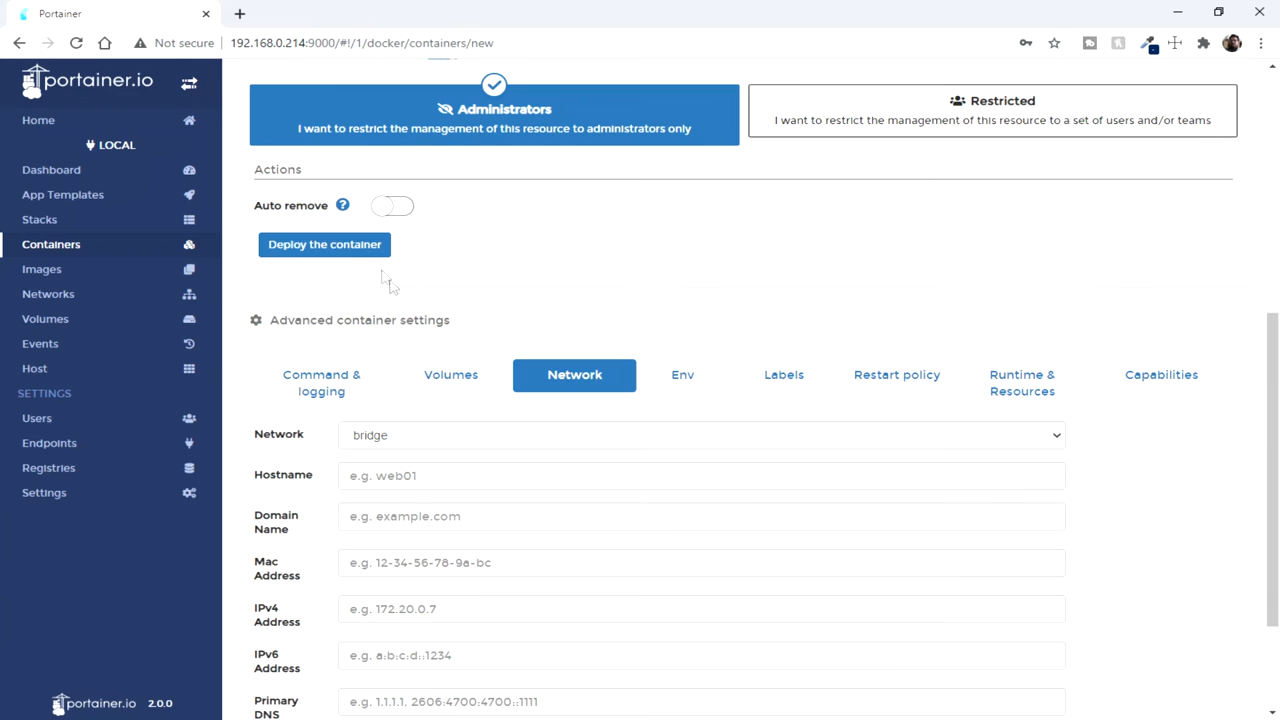 Portainer
Not secure
192.168.0.214:9000/#!/1/docker/containers/new
portainer.io
Home
LOCAL
Dashboard
App Templates
Stacks
Containers
Images
Networks
Volumes
Events
Host
SETTINGS
Users
Endpoints
Registries
Settings
portainer.io 2.0.0
Administrators
I want to restrict the management of this resource to administrators only
Restricted
I want to restrict the management of this resource to a set of users and/or teams
Actions
Auto remove
Deploy the container
Advanced container settings
Command &
logging
Volumes
Network
Env
Labels
Restart policy
Runtime &
Resources
Capabilities
Network
bridge
Hostname
e.g. web01
Domain
Name
e.g. example.com
Mac
Address
e.g. 12-34-56-78-9a-bc
IPv4
Address
e.g. 172.20.0.7
IPv6
Address
e.g. a:b:c:d::1234
Primary
DNS
e.g. 1.1.1.1, 2606:4700:4700::1111